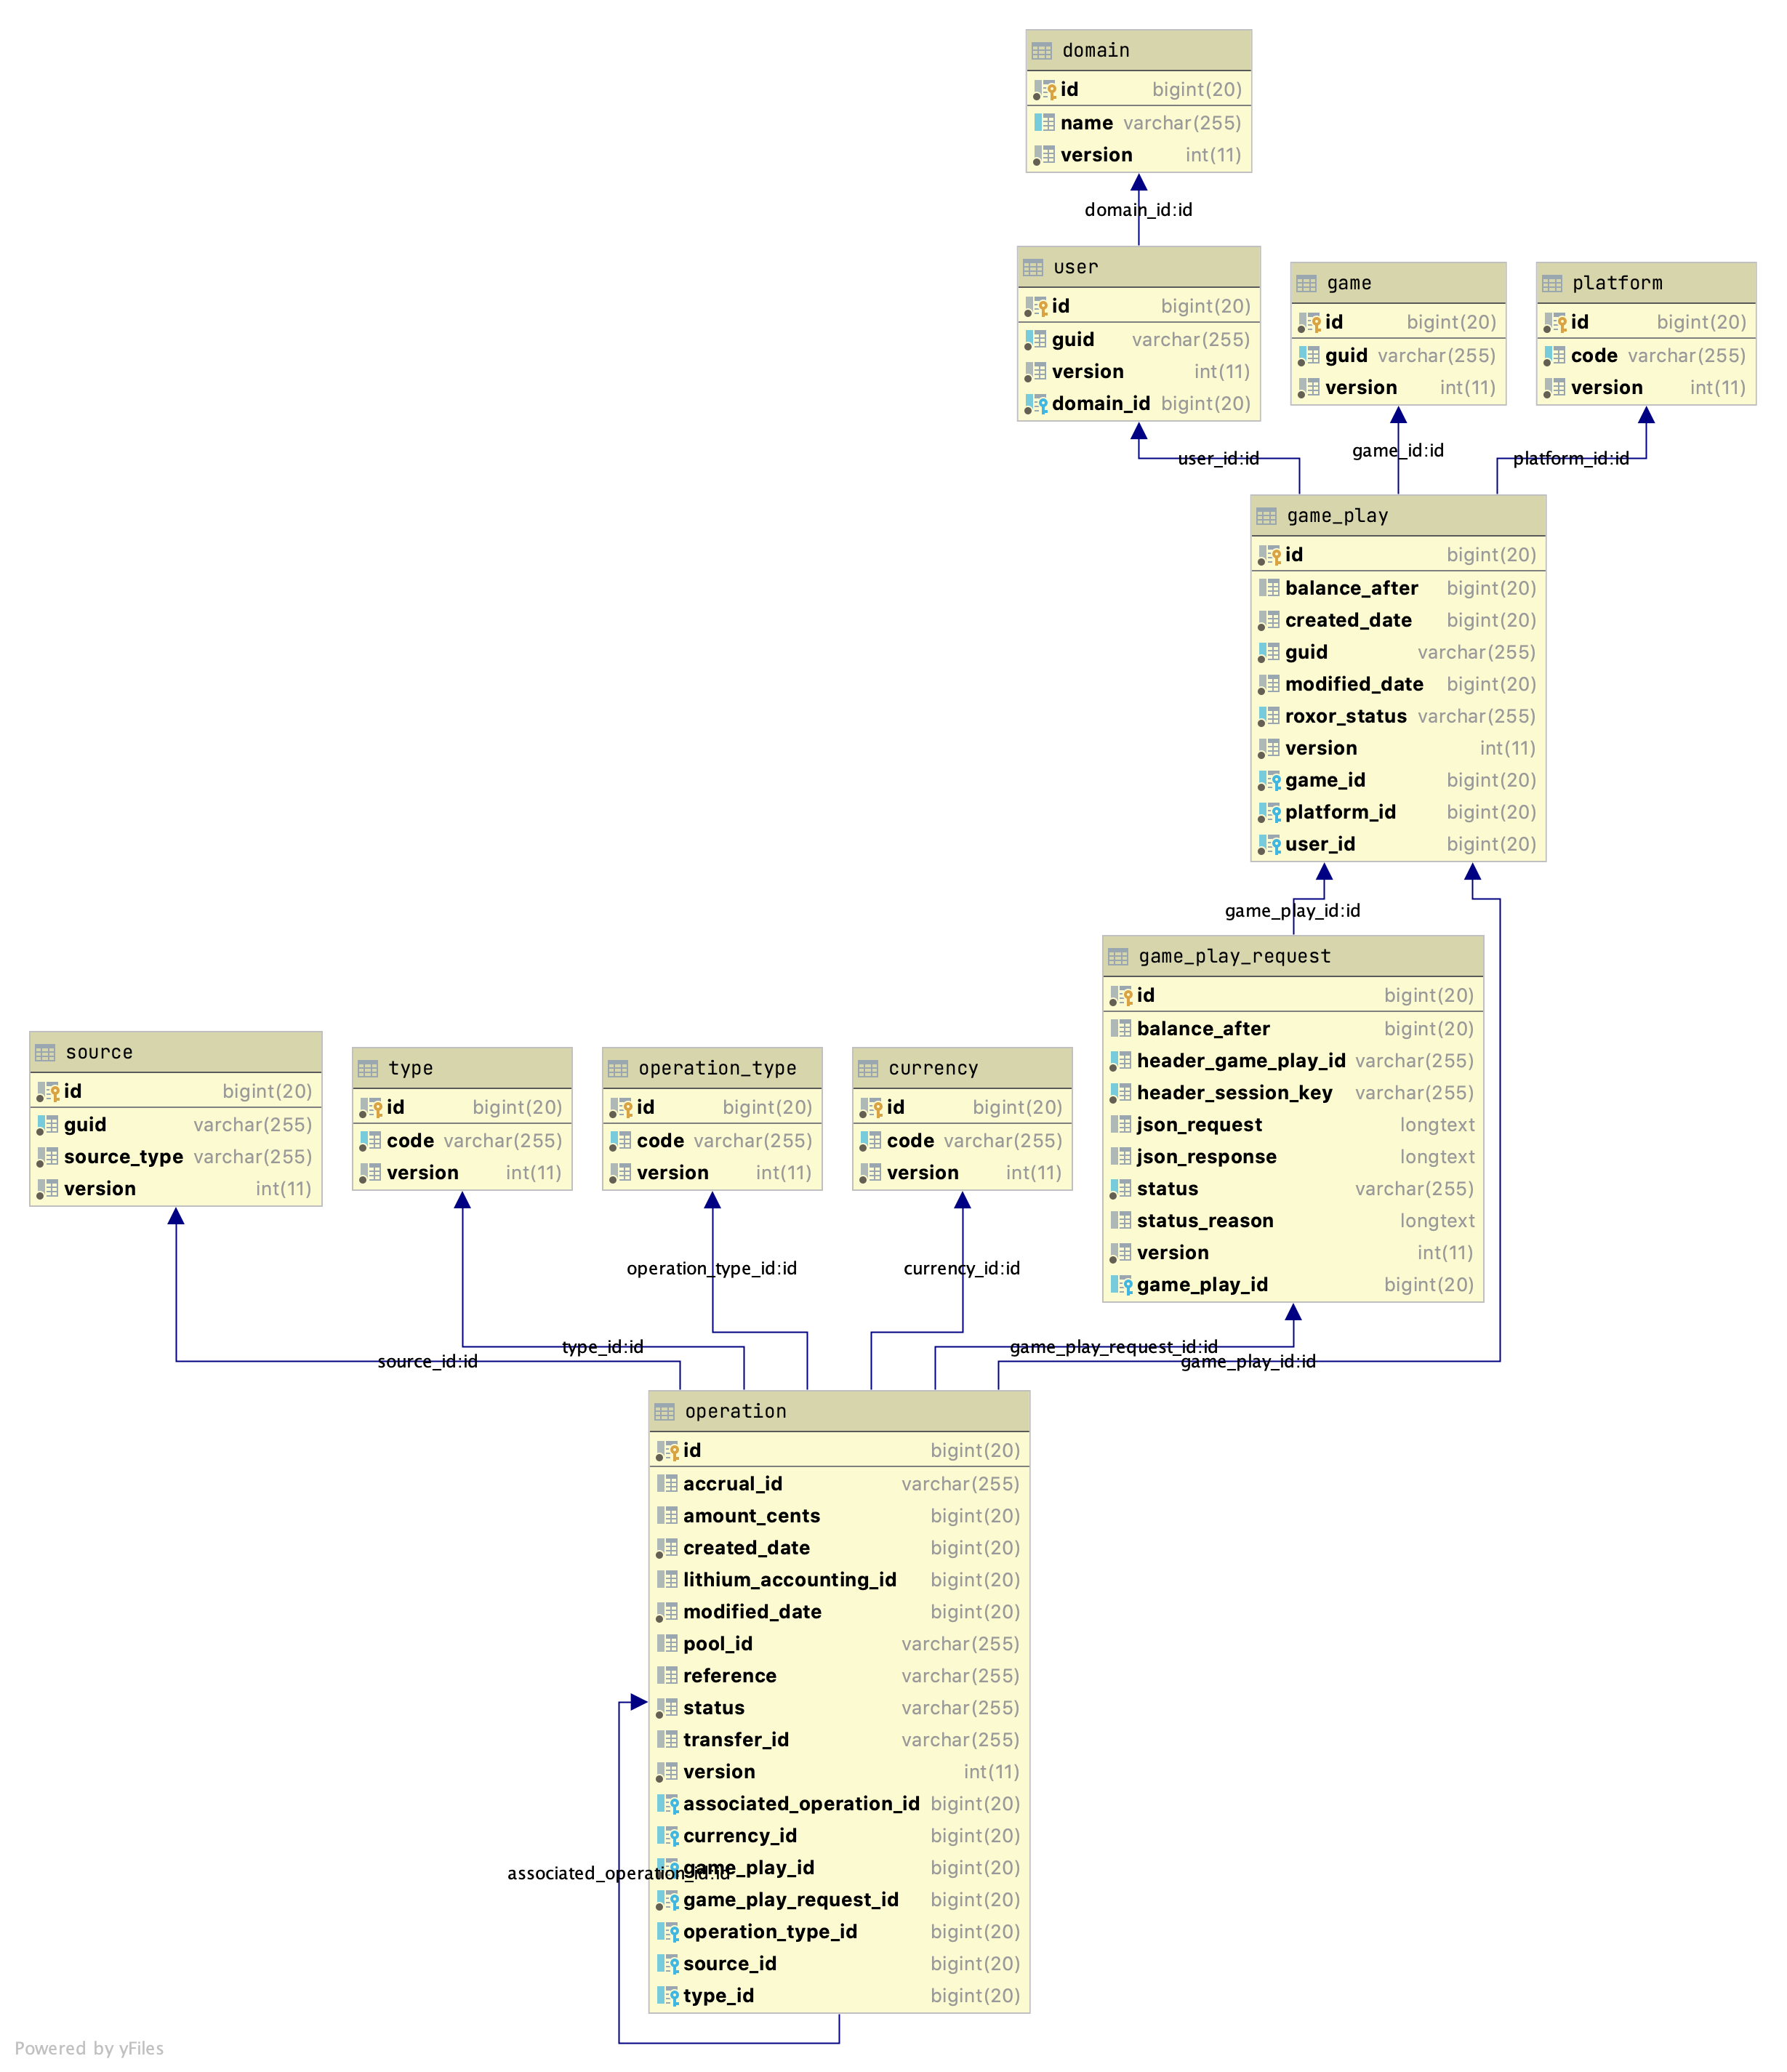 domain
id bigint(20)
name varchar(255)
version int(11)
domain_id:id
user
id bigint(20)
guid varchar(255)
version int(11)
domain_id bigint(20)
game
id bigint(20)
guid varchar(255)
version int(11)
platform
id bigint(20)
code varchar(255)
version int(11)
user_id:id
game_id:id
platform_id:id
game_play
id bigint(20)
balance_after bigint(20)
created_date bigint(20)
guid varchar(255)
modified_date bigint(20)
roxor_status varchar(255)
version int(11)
game_id bigint(20)
platform_id bigint(20)
user_id bigint(20)
game_play_id:id
game_play_request
id bigint(20)
balance_after bigint(20)
header_game_play_id varchar(255)
header_session_key varchar(255)
json_request longtext
json_response longtext
status varchar(255)
status_reason longtext
version int(11)
game_play_id bigint(20)
source
id bigint(20)
guid varchar(255)
source_type varchar(255)
version int(11)
type
id bigint(20)
code varchar(255)
version int(11)
operation_type
id bigint(20)
code varchar(255)
version int(11)
currency
id bigint(20)
code varchar(255)
version int(11)
operation_type_id:id
currency_id:id
type_id:id
game_play_request_id:id
source_id:id
game_play_id:id
operation
id bigint(20)
accrual_id varchar(255)
amount_cents bigint(20)
created_date bigint(20)
lithium_accounting_id bigint(20)
modified_date bigint(20)
pool_id varchar(255)
reference varchar(255)
status varchar(255)
transfer_id varchar(255)
version int(11)
associated_operation_id bigint(20)
currency_id bigint(20)
game_play_id bigint(20)
associated_operation_id:id
game_play_request_id bigint(20)
operation_type_id bigint(20)
source_id bigint(20)
type_id bigint(20)
Powered by yFiles